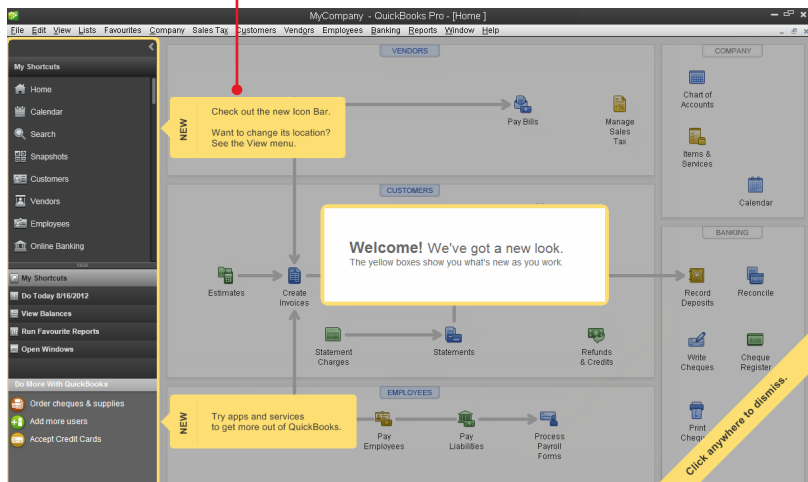 MyCompany - QuickBooks Pro - [Home ]
File Edit View Lists Favourites Company Sales Tax Customers Vendors Employees Banking Reports Window Help
My Shortcuts
Home
Calendar
Search
Snapshots
Customers
Vendors
Employees
Online Banking
My Shortcuts
Do Today 8/16/2012
View Balances
Run Favourite Reports
Open Windows
Do More With QuickBooks
Order cheques & supplies
Add more users
Accept Credit Cards
NEW
Check out the new Icon Bar.
Want to change its location?
See the View menu.
VENDORS
Pay Bills
Manage
Sales
Tax
CUSTOMERS
Welcome! We've got a new look.
The yellow boxes show you what's new as you work.
Estimates
Create
Invoices
Statement
Charges
Statements
Refunds
& Credits
EMPLOYEES
NEW
Try apps and services
to get more out of QuickBooks.
Pay
Employees
Pay
Liabilities
Process
Payroll
Forms
COMPANY
Chart of
Accounts
Items &
Services
Calendar
BANKING
Record
Deposits
Reconcile
Write
Cheques
Cheque
Register
Print
Click anywhere to dismiss.